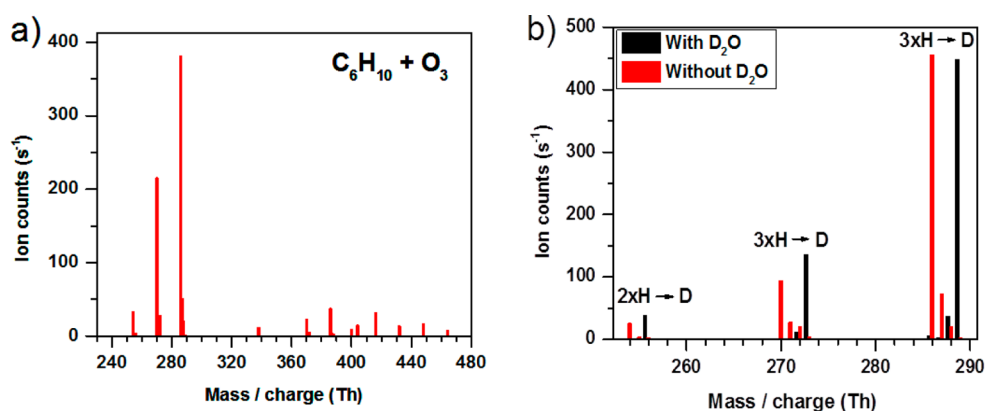 a)
C₆H₁₀ + O₃
Ion counts (s⁻¹)
400
300
200
100
0
240 280 320 360 400 440 480
Mass / charge (Th)
b)
With D₂O
Without D₂O
3xH → D
3xH → D
2xH → D
Ion counts (s⁻¹)
500
400
300
200
100
0
260 270 280 290
Mass / charge (Th)